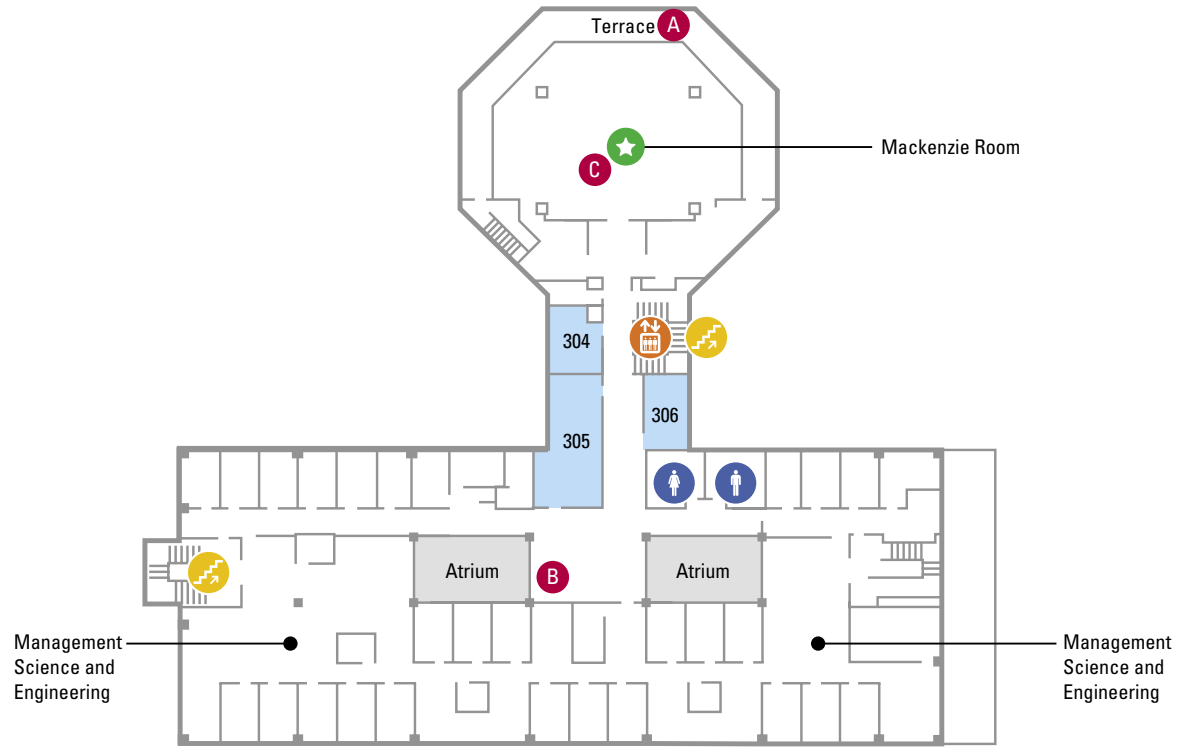 Terrace A
Mackenzie Room
C
304
306
305
Atrium
Atrium
B
Management
Science and
Engineering
Management
Science and
Engineering